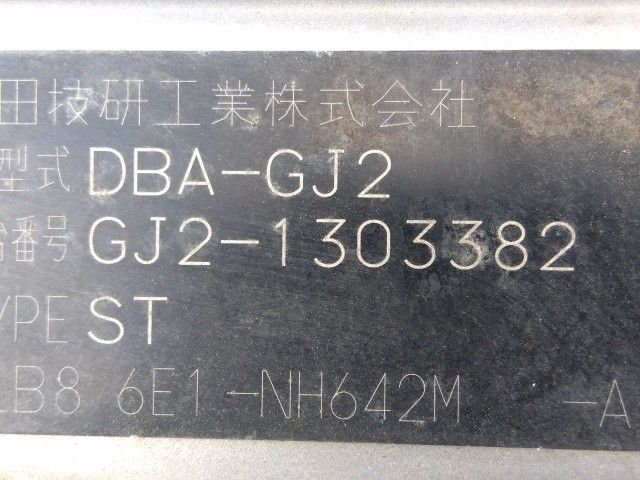 田技研工業株式会社
型式 DBA-GJ2
番号 GJ2-1303382
YPE ST
LB8 6E1-NH642M -A